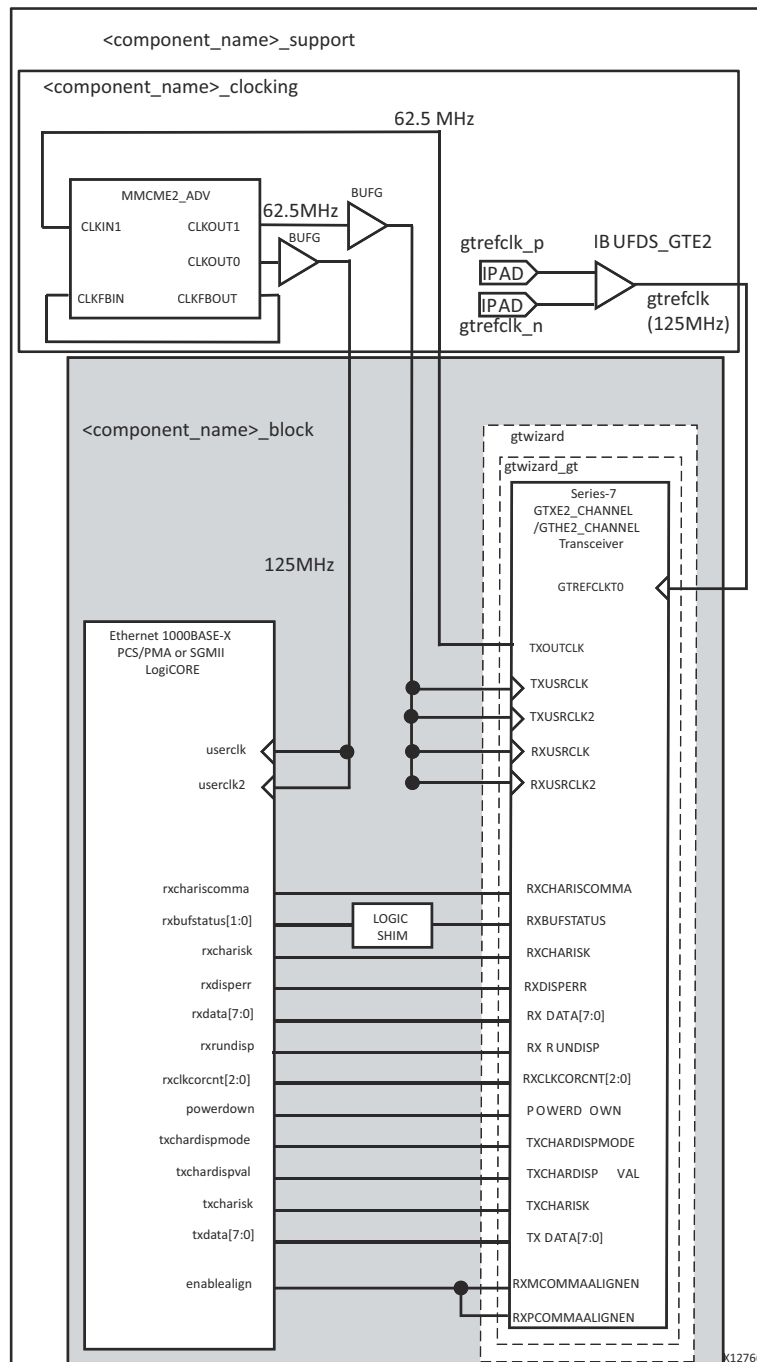 <component_name>_support
<component_name>_clocking
62.5 MHz
MMCME2_ADV
CLKIN1
CLKOUT1
CLKOUT0
CLKFBIN
CLKFBOUT
62.5MHz
BUFG
BUFG
gtrefclk_p
IPAD
IPAD
gtrefclk_n
IBUFDS_GTE2
gtrefclk
(125MHz)
<component_name>_block
gtwizard
gtwizard_gt
Series-7
GTXE2_CHANNEL
/GTHE2_CHANNEL
Transceiver
125MHz
GTREFCLKT0
Ethernet 1000BASE-X
PCS/PMA or SGMII
LogiCORE
TXOUTCLK
TXUSRCLK
TXUSRCLK2
RXUSRCLK
RXUSRCLK2
userclk
userclk2
rxchariscomma
RXCHARISCOMMA
rxbufstatus[1:0]
LOGIC
SHIM
RXBUFSTATUS
rxcharisk
RXCHARISK
rxdisperr
RXDISPERR
rxdata[7:0]
RX DATA[7:0]
rxrundisp
RX RUNDISP
rxclkcorcnt[2:0]
RXCLKCORCNT[2:0]
powerdown
POWERD OWN
txchardispmode
TXCHARDISPMODE
txchardispval
TXCHARDISP VAL
txcharisk
TXCHARISK
txdata[7:0]
TX DATA[7:0]
enablealign
RXMCOMMAALIGNEN
RXPCOMMAALIGNEN